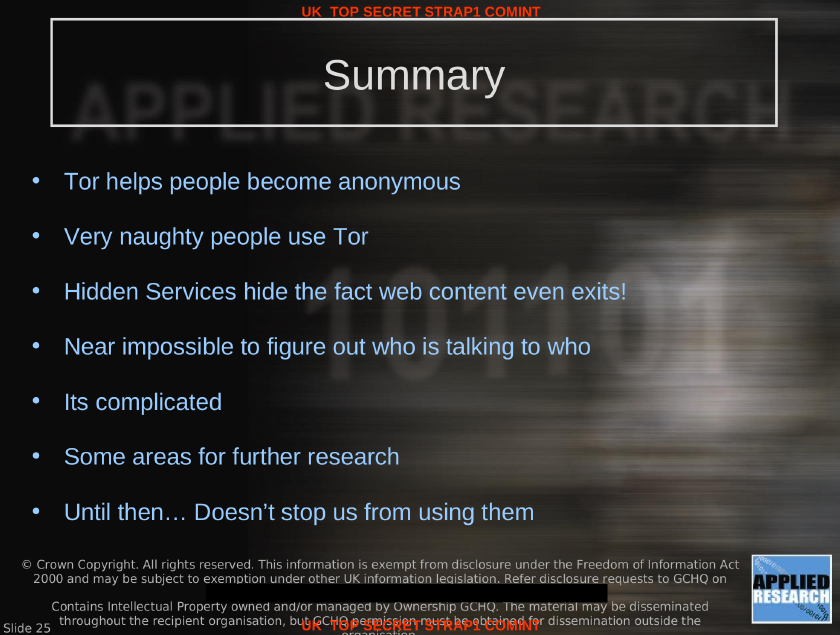 UK TOP SECRET STRAP1 COMINT
Summary
APPLIED RESEARCH
• Tor helps people become anonymous
• Very naughty people use Tor
• Hidden Services hide the fact web content even exits!
101101
• Near impossible to figure out who is talking to who
• Its complicated
• Some areas for further research
• Until then… Doesn’t stop us from using them
© Crown Copyright. All rights reserved. This information is exempt from disclosure under the Freedom of Information Act
2000 and may be subject to exemption under other UK information legislation. Refer disclosure requests to GCHQ on
Contains Intellectual Property owned and/or managed by Ownership GCHQ. The material may be disseminated
throughout the recipient organisation, but GCHQ permission must be obtained for dissemination outside the
organisation.
UK TOP SECRET STRAP1 COMINT
Slide 25
APPLIED
RESEARCH